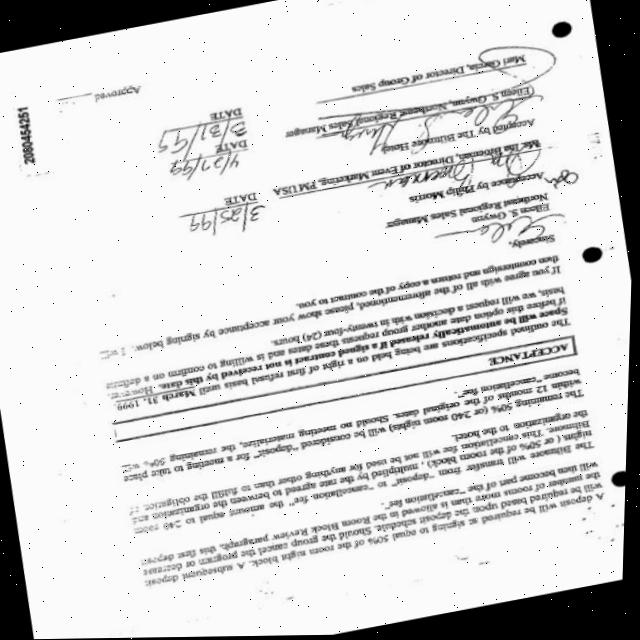 A deposit will be required at signing to equal 50% of the room night block. A subsequent deposit
will be required based upon the deposit schedule. Should the group cancel the program or decrease
the number of rooms more than is allowed in the Room Block Review paragraph, this first deposit
will then become part of the "cancellation fee".
The Biltmore will transfer from "deposit" to "cancellation fee" the amount equal to 240 room
nights ( or 50% of the room block) , multiplied by the rate agreed to between the organization and
Biltmore. This cancellation fee will not be used for anything other than to fulfill the obligation of
the organization to the hotel.
The remaining 50% (or 240 room nights) will be considered "deposit" for a meeting to take place
within 12 months of the original dates. Should no meeting materialize, the remaining 50% will
become "cancellation fee".
ACCEPTANCE
The outlined specifications are being held on a right of first refusal basis until March 31, 1999
Space will be automatically released if a signed contract is not received by this date. However,
if before this option date another group requests these dates and is willing to confirm on a definite
basis, we will request a decision with in twenty-four (24) hours.
If you agree with all of the aforementioned, please show your acceptance by signing below. I will
then countersign and return a copy of the contract to you.
Sincerely,
Eileen S. Gwyon
Northeast Regional Sales Manager
3/25/99
DATE
Acceptance by Philip Morris
Director of Event Marketing, PM USA
4/27/99
DATE
Accepted by The Biltmore Hotel
3/31/99
Eileen S. Gwyon, Northeast Regional Sales Manager
DATE
Mari Garcia, Director of Group Sales
Approved
2080454251